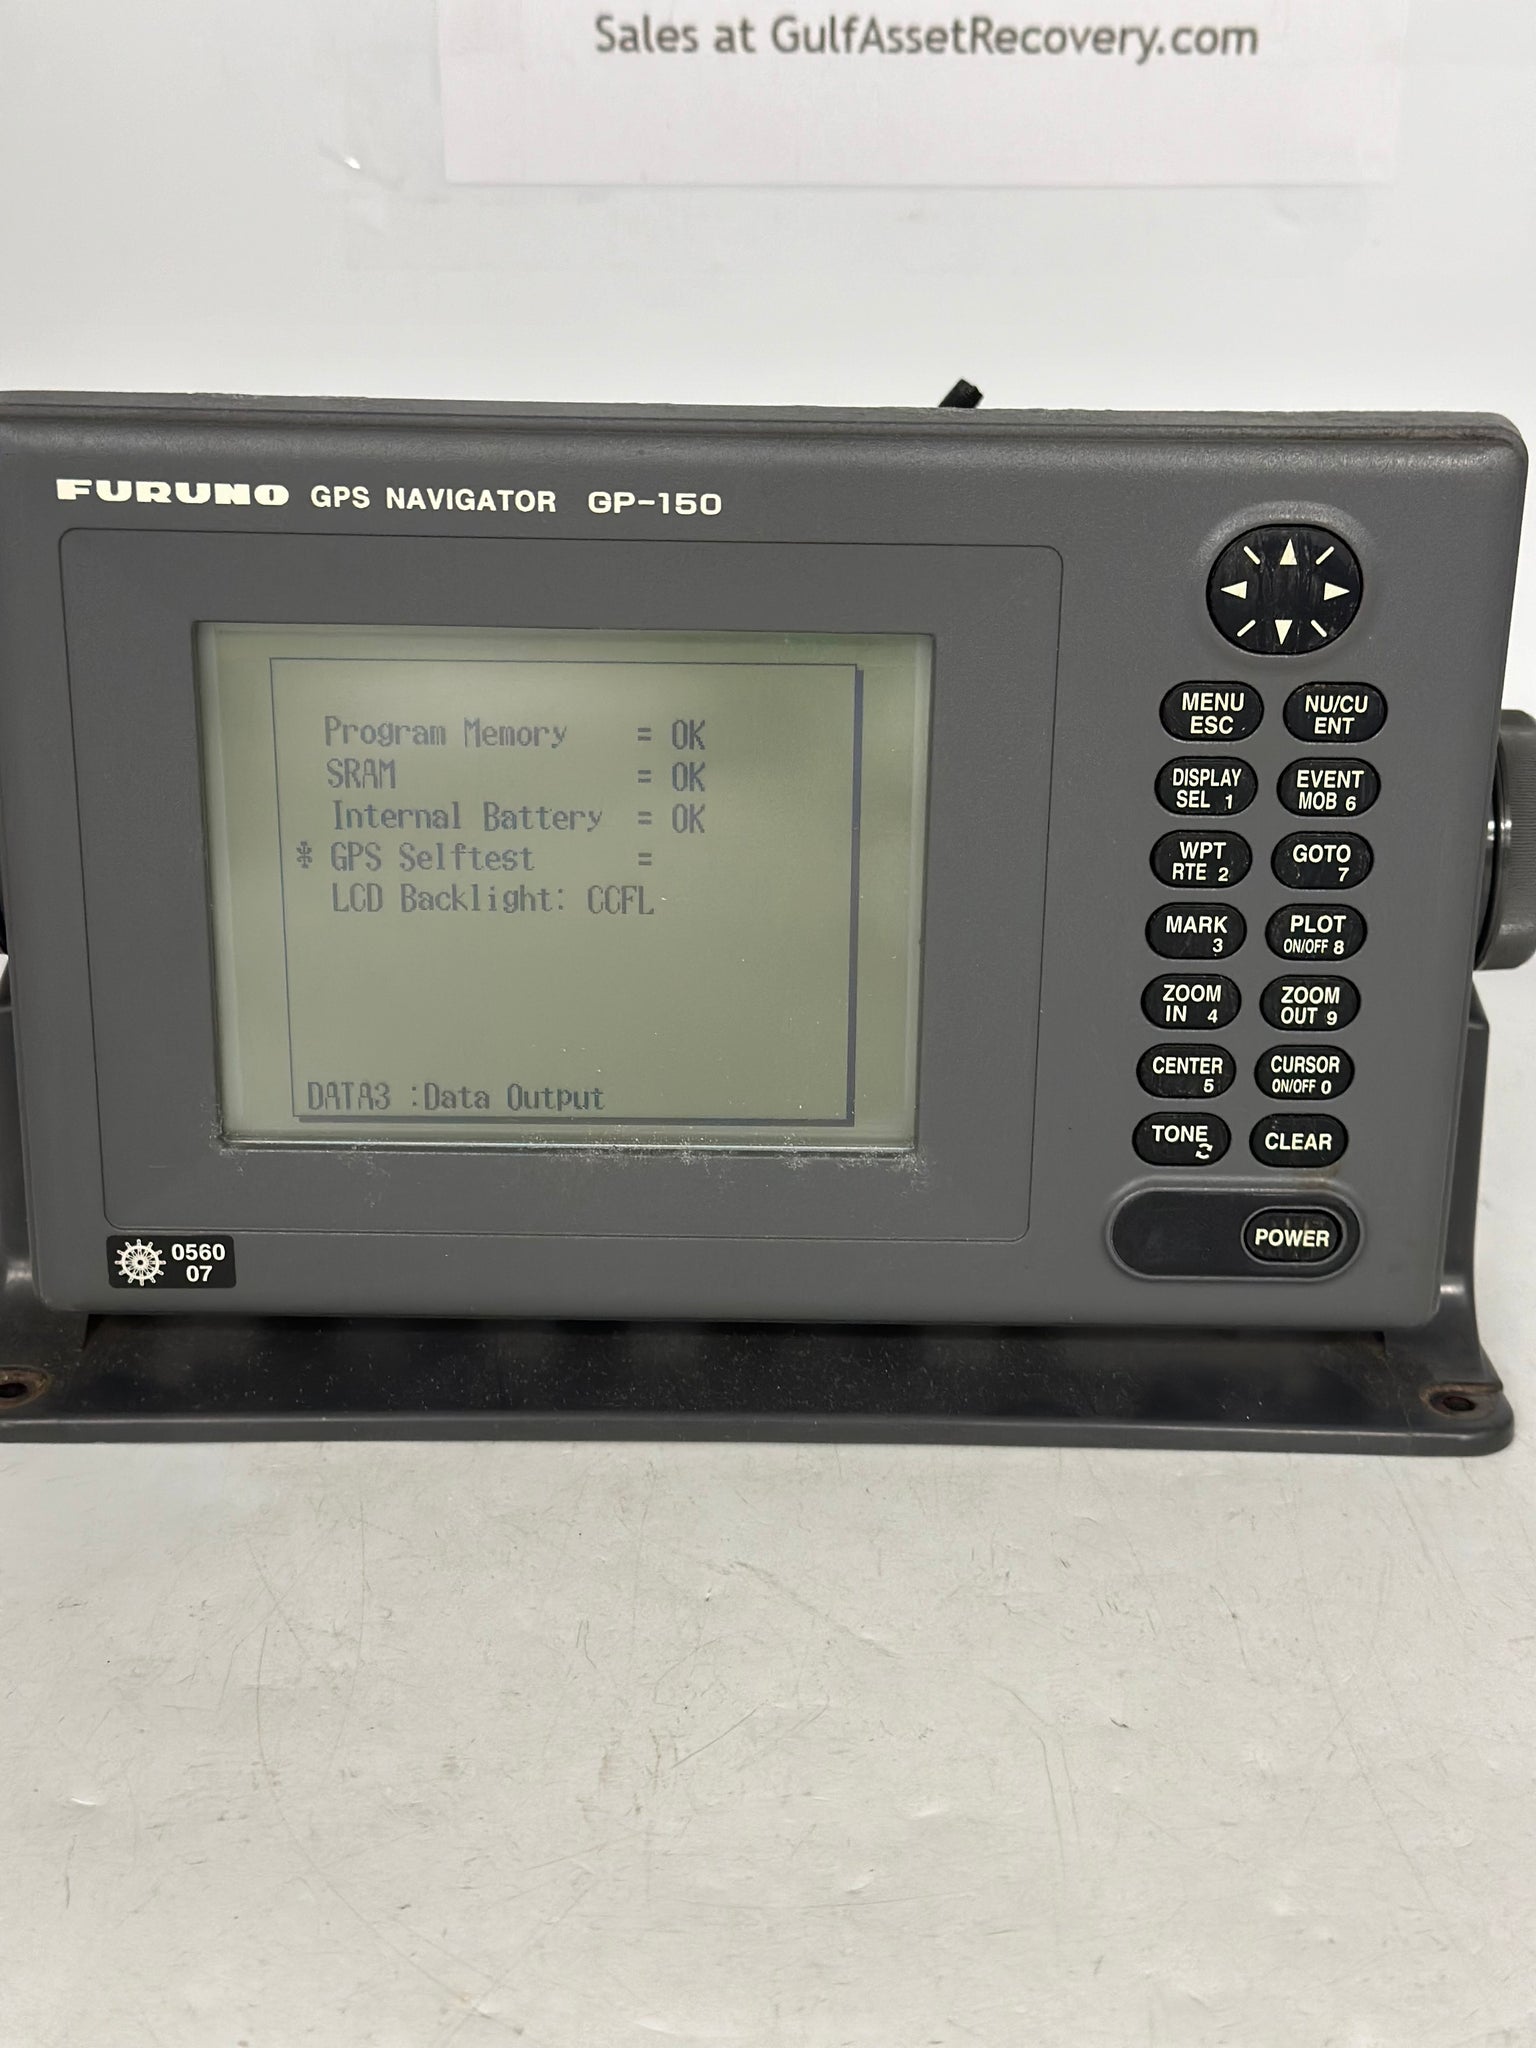 Sales at GulfAssetRecovery.com
FURUNO GPS NAVIGATOR GP-150
Program Memory = OK
SRAM = OK
Internal Battery = OK
* GPS Selftest =
LCD Backlight: CCFL
DATA3 :Data Output
MENU
ESC
NU/CU
ENT
DISPLAY
SEL 1
EVENT
MOB 6
WPT
RTE 2
GOTO
7
MARK
3
PLOT
ON/OFF 8
ZOOM
IN 4
ZOOM
OUT 9
CENTER
5
CURSOR
ON/OFF 0
TONE
CLEAR
POWER
0560
07